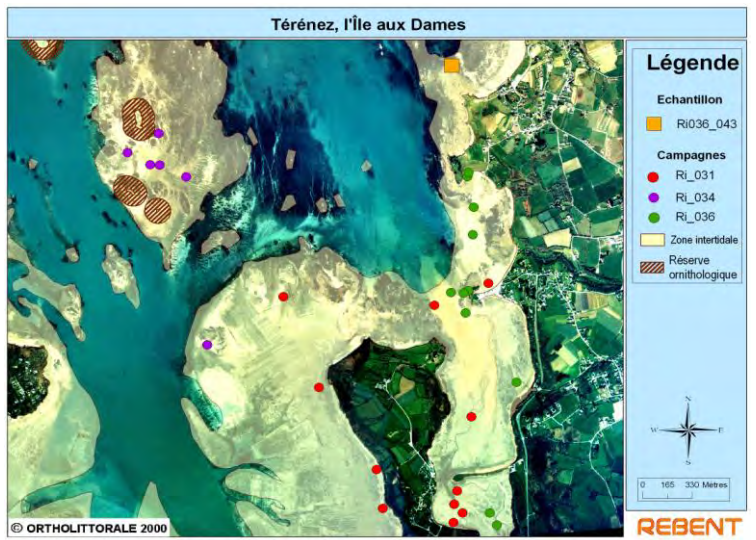 Térénez, l'Île aux Dames
Légende
Echantillon
Ri036_043
Campagnes
Ri_031
Ri_034
Ri_036
Zone intertidale
Réserve
ornithologique
N
W E
S
0 165 330 Mètres
© ORTHOLITTORALE 2000
REBENT